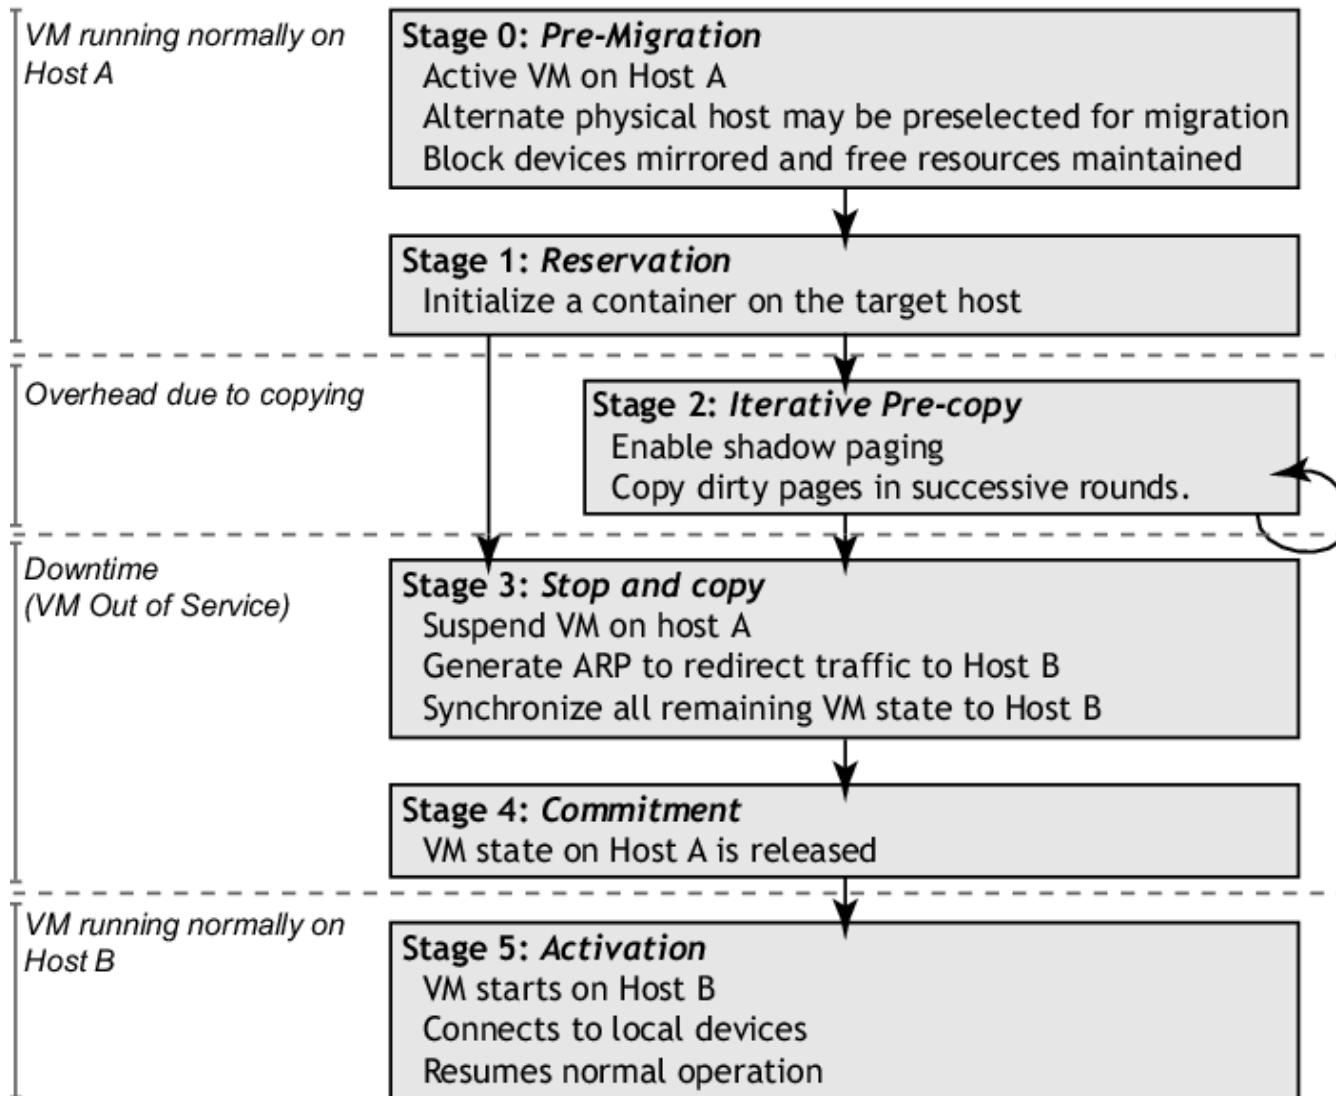 VM running normally on
Host A
Stage 0: Pre-Migration
Active VM on Host A
Alternate physical host may be preselected for migration
Block devices mirrored and free resources maintained
Stage 1: Reservation
Initialize a container on the target host
Overhead due to copying
Stage 2: Iterative Pre-copy
Enable shadow paging
Copy dirty pages in successive rounds.
Downtime
(VM Out of Service)
Stage 3: Stop and copy
Suspend VM on host A
Generate ARP to redirect traffic to Host B
Synchronize all remaining VM state to Host B
Stage 4: Commitment
VM state on Host A is released
VM running normally on
Host B
Stage 5: Activation
VM starts on Host B
Connects to local devices
Resumes normal operation